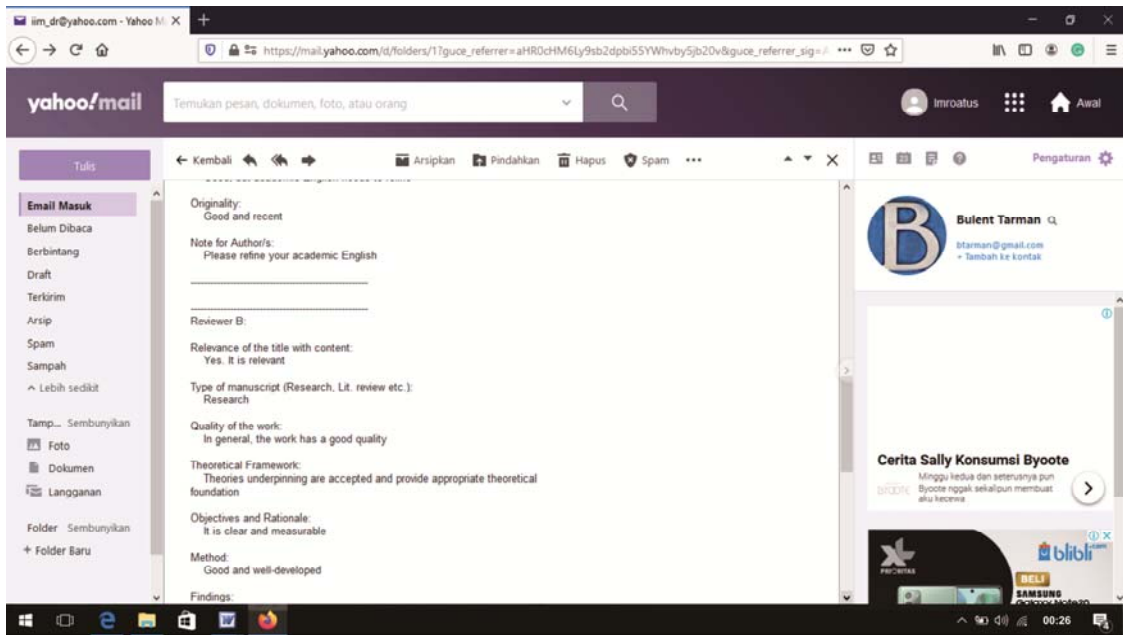 iim_dr@yahoo.com - Yahoo M
https://mail.yahoo.com/d/folders/1?guce_referrer=aHR0cHM6Ly9sb2dpbi55YWhvby5jb20v&guce_referrer_sig=
yahoo!mail
Temukan pesan, dokumen, foto, atau orang
Imroatus
Awal
Tulis
Kembali Arsipkan Pindahkan Hapus Spam
Pengaturan
Email Masuk
Belum Dibaca
Berbintang
Draft
Terkirim
Arsip
Spam
Sampah
Lebih sedikit
Tamp... Sembunyikan
Foto
Dokumen
Langganan
Folder Sembunyikan
+ Folder Baru
Originality:
Good and recent
Note for Author/s:
Please refine your academic English
Reviewer B:
Relevance of the title with content:
Yes. It is relevant
Type of manuscript (Research, Lit. review etc.):
Research
Quality of the work:
In general, the work has a good quality
Theoretical Framework:
Theories underpinning are accepted and provide appropriate theoretical
foundation
Objectives and Rationale:
It is clear and measurable
Method:
Good and well-developed
Findings:
B
Bulent Tarman
btarman@gmail.com
+ Tambah ke kontak
Cerita Sally Konsumsi Byoote
Minggu kedua dan seterusnya pun
Byoote nggak sekalipun membuat
aku kecewa
BYOOTE
XL
PRIORITAS
blibli.com
BELI
SAMSUNG
00:26